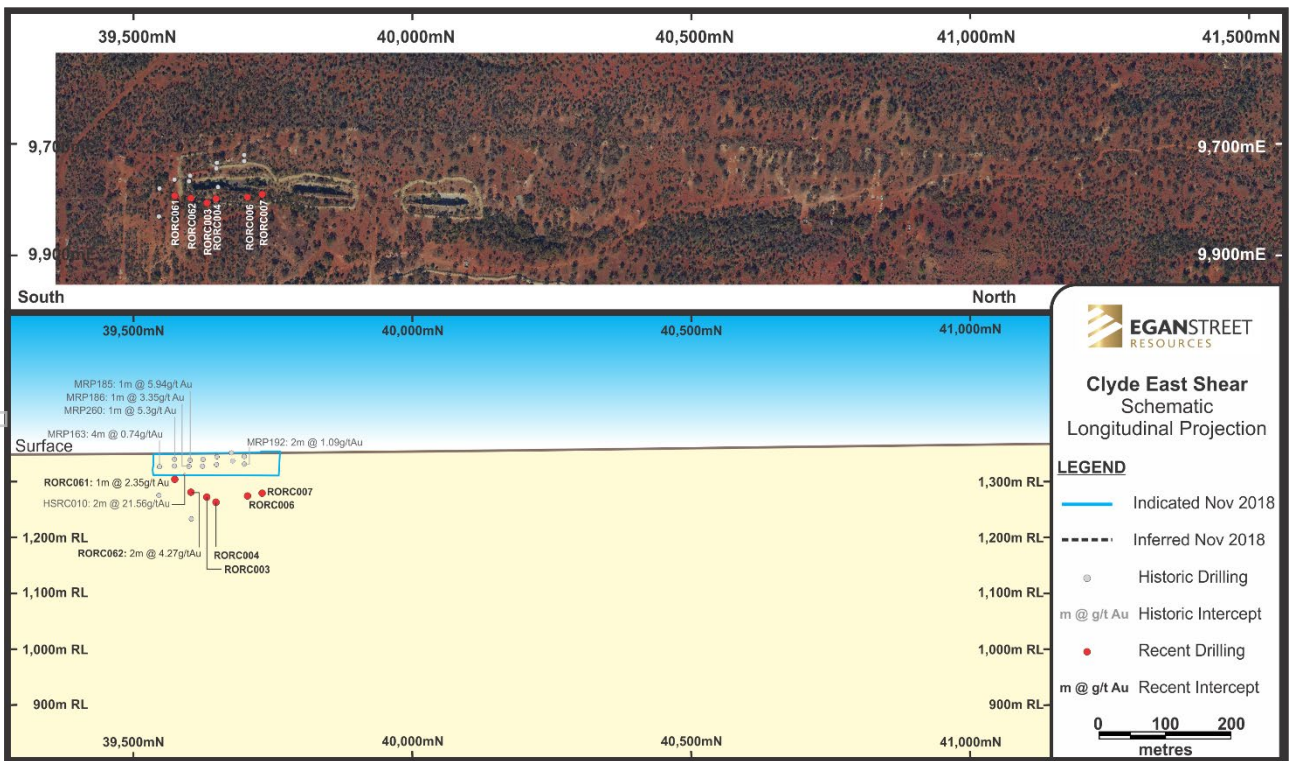 39,500mN
40,000mN
40,500mN
41,000mN
41,500mN
9,700mE
9,700mE
RORC061
RORC062
RORC003
RORC004
RORC006
RORC007
9,900mE
9,900mE
South
North
39,500mN
40,000mN
40,500mN
41,000mN
MRP185: 1m @ 5.94g/t Au
MRP186: 1m @ 3.35g/t Au
MRP260: 1m @ 5.3g/t Au
MRP163: 4m @ 0.74g/tAu
MRP192: 2m @ 1.09g/tAu
Surface
RORC061: 1m @ 2.35g/t Au
HSRC010: 2m @ 21.56g/tAu
RORC007
RORC006
1,300m RL
1,200m RL
1,200m RL
RORC062: 2m @ 4.27g/tAu
RORC004
RORC003
1,100m RL
1,100m RL
1,000m RL
1,000m RL
900m RL
900m RL
39,500mN
40,000mN
40,500mN
41,000mN
EGANSTREET
RESOURCES
Clyde East Shear
Schematic
Longitudinal Projection
LEGEND
Indicated Nov 2018
Inferred Nov 2018
Historic Drilling
m @ g/t Au Historic Intercept
Recent Drilling
m @ g/t Au Recent Intercept
0 100 200
metres